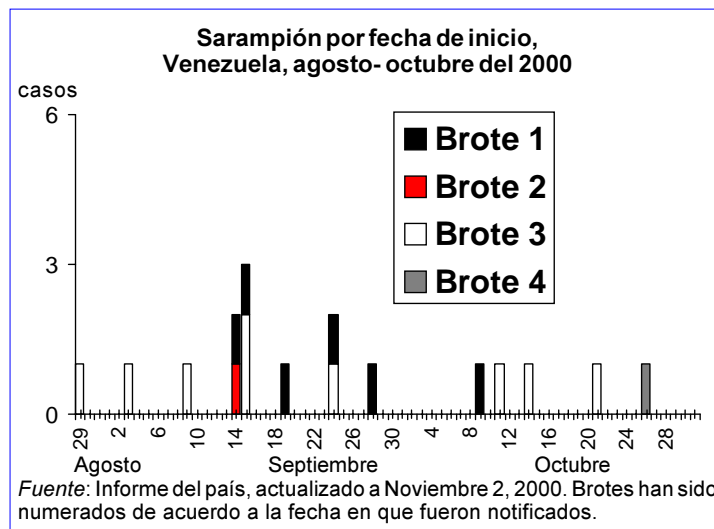 Sarampión por fecha de inicio,
Venezuela, agosto- octubre del 2000
casos
6
3
0
Brote 1
Brote 2
Brote 3
Brote 4
29 2 6 10 14 18 22 26 30 4 8 12 16 20 24 28
Agosto Septiembre Octubre
Fuente: Informe del país, actualizado a Noviembre 2, 2000. Brotes han sido
numerados de acuerdo a la fecha en que fueron notificados.